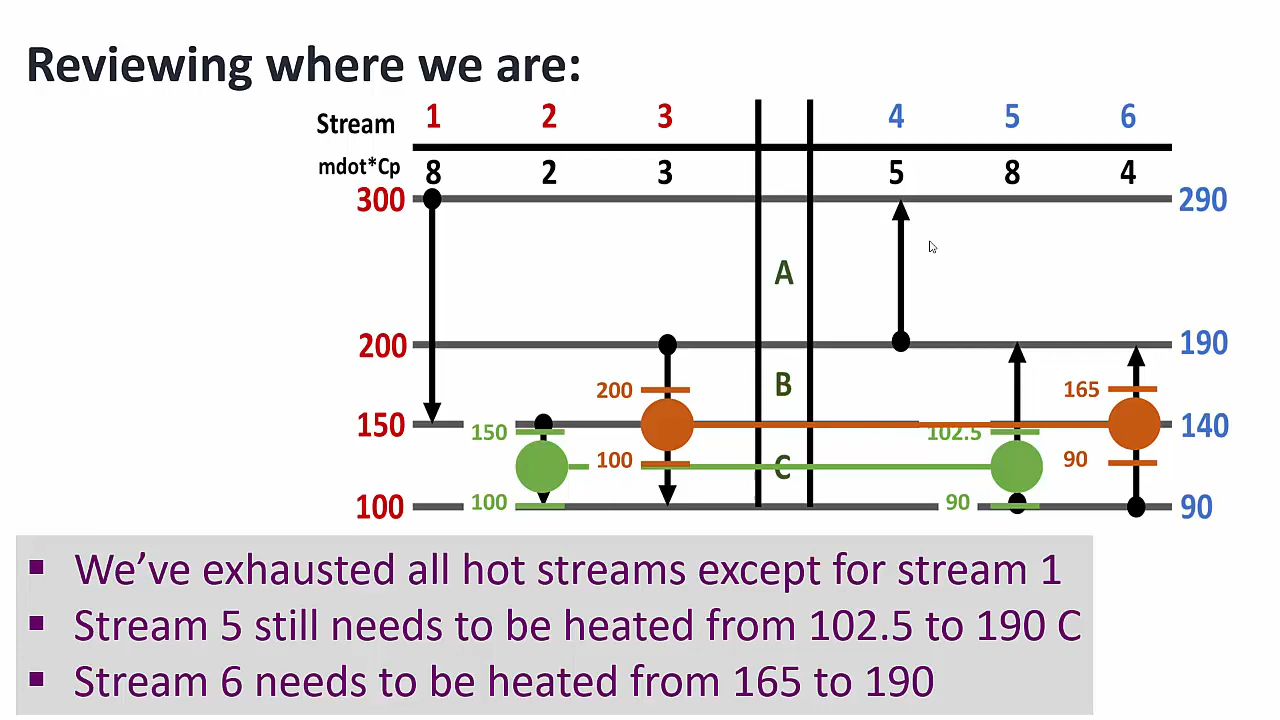 Reviewing where we are:
Stream 1 2 3 4 5 6
mdot*Cp 8 2 3 5 8 4
300 290
A
200 190
B
200 165
150 140
150 102.5
100 C 90
100 90
100 90
▪ We’ve exhausted all hot streams except for stream 1
▪ Stream 5 still needs to be heated from 102.5 to 190 C
▪ Stream 6 needs to be heated from 165 to 190